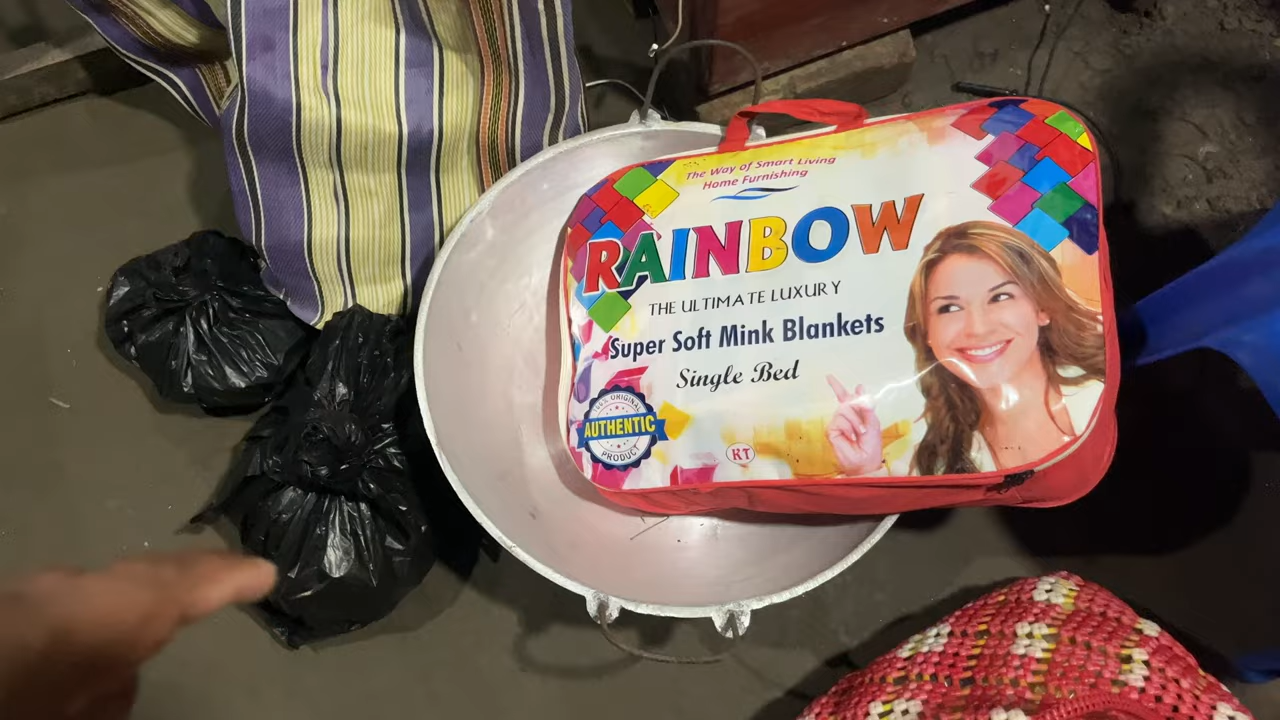 The Way of Smart Living
Home Furnishing
RAINBOW
THE ULTIMATE LUXURY
Super Soft Mink Blankets
Single Bed
100% ORIGINAL
AUTHENTIC
PRODUCT
KT